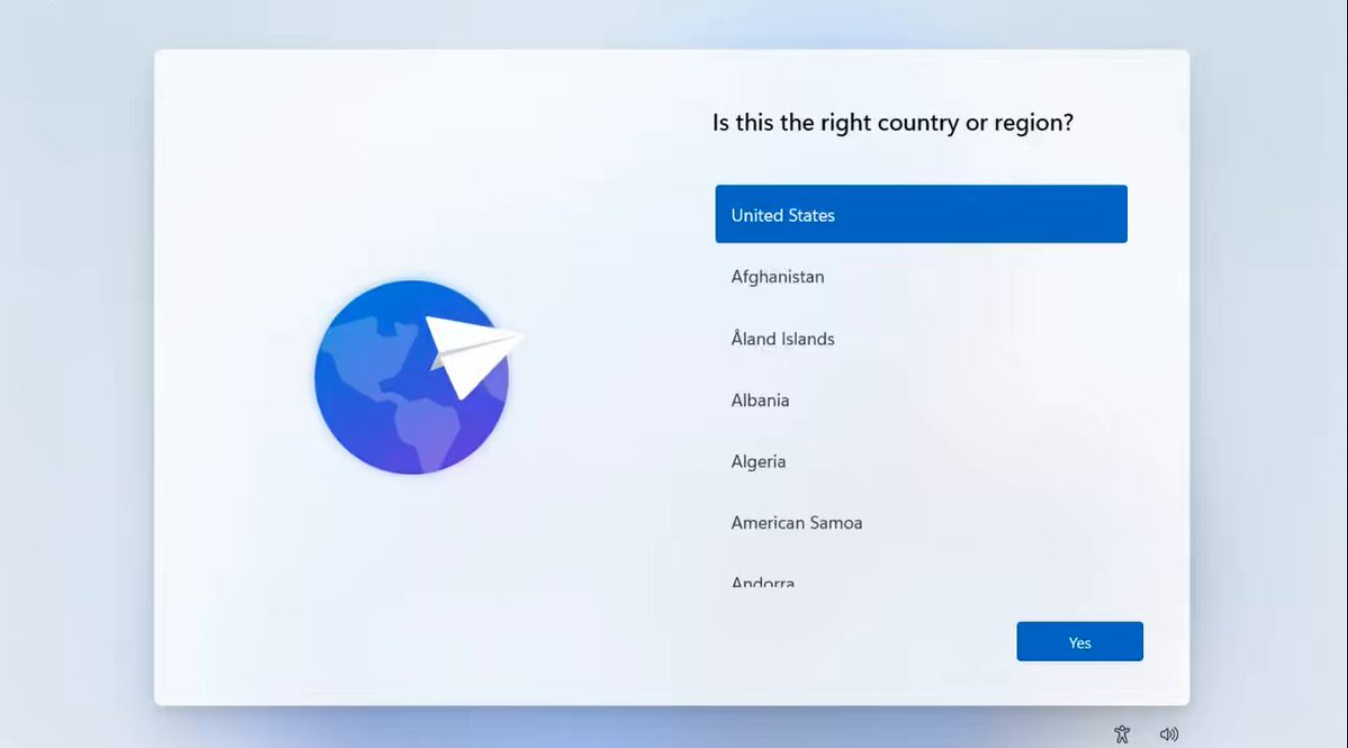 Is this the right country or region?
United States
Afghanistan
Åland Islands
Albania
Algeria
American Samoa
Andorra
Yes